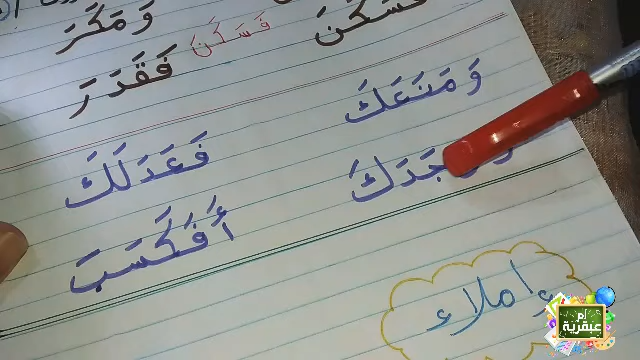 فَسَكَنَ فَسَكَنَ وَمَكَرَ
فَقَدَرَ
وَمَنَعَكَ
فَعَدَلَكَ
جَدَكَ
أَفَكَسَبَ
إملاء
أم عبقرية